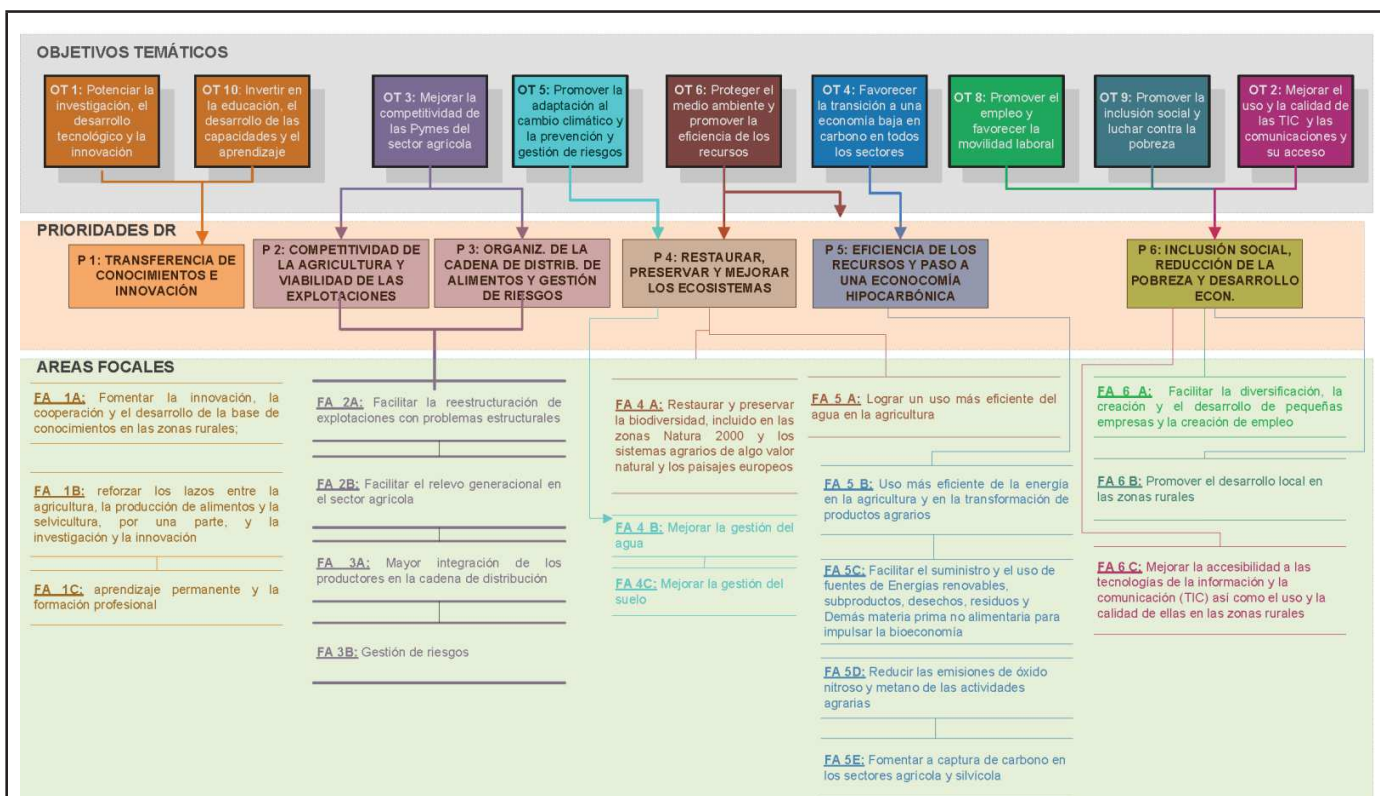 OBJETIVOS TEMÁTICOS
OT 1: Potenciar la
investigación, el
desarrollo
tecnológico y la
innovación
OT 10: Invertir en
la educación, el
desarrollo de las
capacidades y el
aprendizaje
OT 3: Mejorar la
competitividad de
las Pymes del
sector agrícola
OT 5: Promover la
adaptación al
cambio climático y
la prevención y
gestión de riesgos
OT 6: Proteger el
medio ambiente y
promover la
eficiencia de los
recursos
OT 4: Favorecer
la transición a una
economía baja en
carbono en todos
los sectores
OT 8: Promover el
empleo y
favorecer la
movilidad laboral
OT 9: Promover la
inclusión social y
luchar contra la
pobreza
OT 2: Mejorar el
uso y la calidad de
las TIC y las
comunicaciones y
su acceso
PRIORIDADES DR
P 1: TRANSFERENCIA DE
CONOCIMIENTOS E
INNOVACIÓN
P 2: COMPETITIVIDAD DE
LA AGRICULTURA Y
VIABILIDAD DE LAS
EXPLOTACIONES
P 3: ORGANIZ. DE LA
CADENA DE DISTRIB. DE
ALIMENTOS Y GESTIÓN
DE RIESGOS
P 4: RESTAURAR,
PRESERVAR Y MEJORAR
LOS ECOSISTEMAS
P 5: EFICIENCIA DE LOS
RECURSOS Y PASO A
UNA ECONOCOMÍA
HIPOCARBÓNICA
P 6: INCLUSIÓN SOCIAL,
REDUCCIÓN DE LA
POBREZA Y DESARROLLO
ECON.
AREAS FOCALES
FA 1A: Fomentar la innovación, la
cooperación y el desarrollo de la base de
conocimientos en las zonas rurales;
FA 1B: reforzar los lazos entre la
agricultura, la producción de alimentos y la
selvicultura, por una parte, y la
investigación y la innovación
FA 1C: aprendizaje permanente y la
formación profesional
FA 2A: Facilitar la reestructuración de
explotaciones con problemas estructurales
FA 2B: Facilitar el relevo generacional en
el sector agrícola
FA 3A: Mayor integración de los
productores en la cadena de distribución
FA 3B: Gestión de riesgos
FA 4 A: Restaurar y preservar
la biodiversidad, incluido en las
zonas Natura 2000 y los
sistemas agrarios de algo valor
natural y los paisajes europeos
FA 4 B: Mejorar la gestión del
agua
FA 4C: Mejorar la gestión del
suelo
FA 5 A: Lograr un uso más eficiente del
agua en la agricultura
FA 5 B: Uso más eficiente de la energía
en la agricultura y en la transformación de
productos agrarios
FA 5C: Facilitar el suministro y el uso de
fuentes de Energías renovables,
subproductos, desechos, residuos y
Demás materia prima no alimentaria para
impulsar la bioeconomía
FA 5D: Reducir las emisiones de óxido
nitroso y metano de las actividades
agrarias
FA 5E: Fomentar a captura de carbono en
los sectores agrícola y silvícola
FA 6 A: Facilitar la diversificación, la
creación y el desarrollo de pequeñas
empresas y la creación de empleo
FA 6 B: Promover el desarrollo local en
las zonas rurales
FA 6 C: Mejorar la accesibilidad a las
tecnologías de la información y la
comunicación (TIC) así como el uso y la
calidad de ellas en las zonas rurales